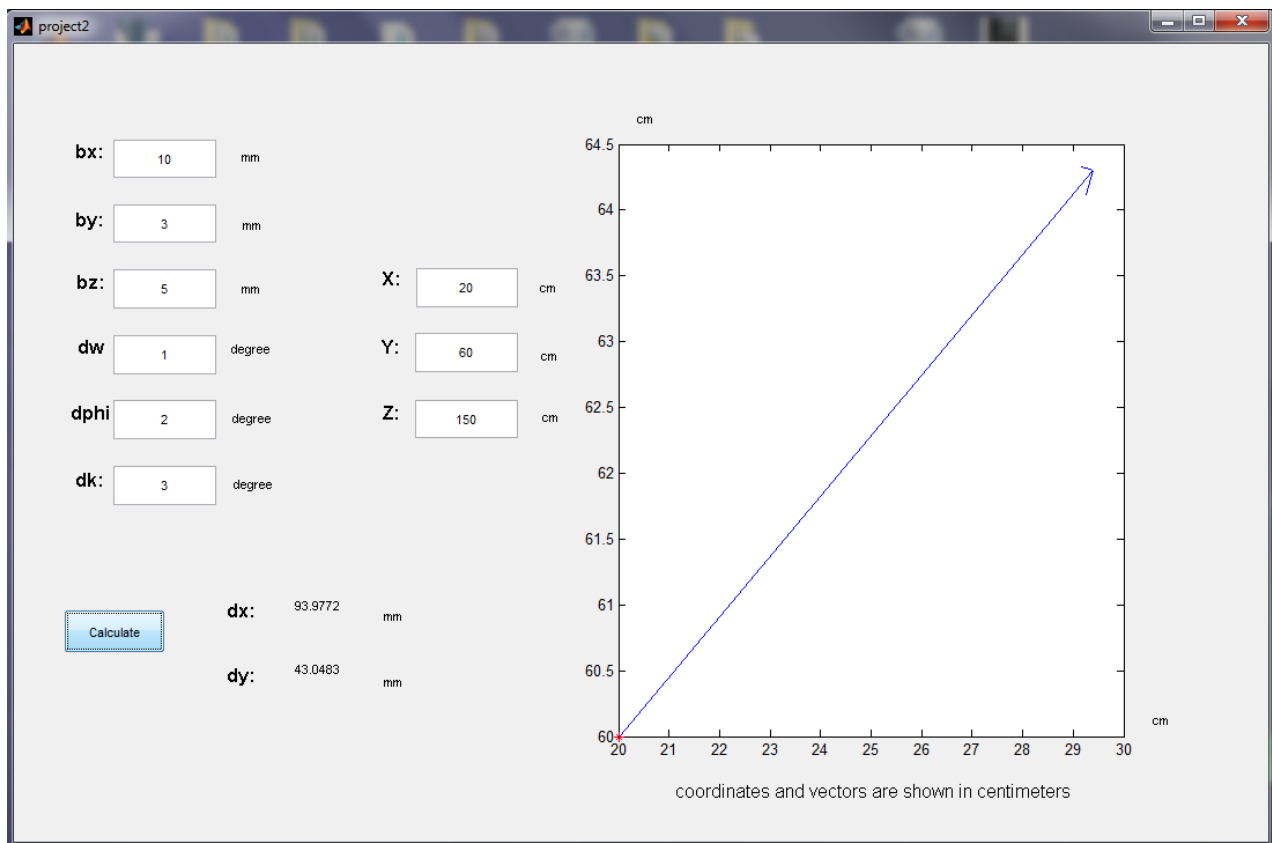 project2
bx: 10 mm
by: 3 mm
bz: 5 mm
dw 1 degree
dphi 2 degree
dk: 3 degree
X: 20 cm
Y: 60 cm
Z: 150 cm
Calculate
dx: 93.9772 mm
dy: 43.0483 mm
cm
64.5
64
63.5
63
62.5
62
61.5
61
60.5
60
20 21 22 23 24 25 26 27 28 29 30
cm
coordinates and vectors are shown in centimeters